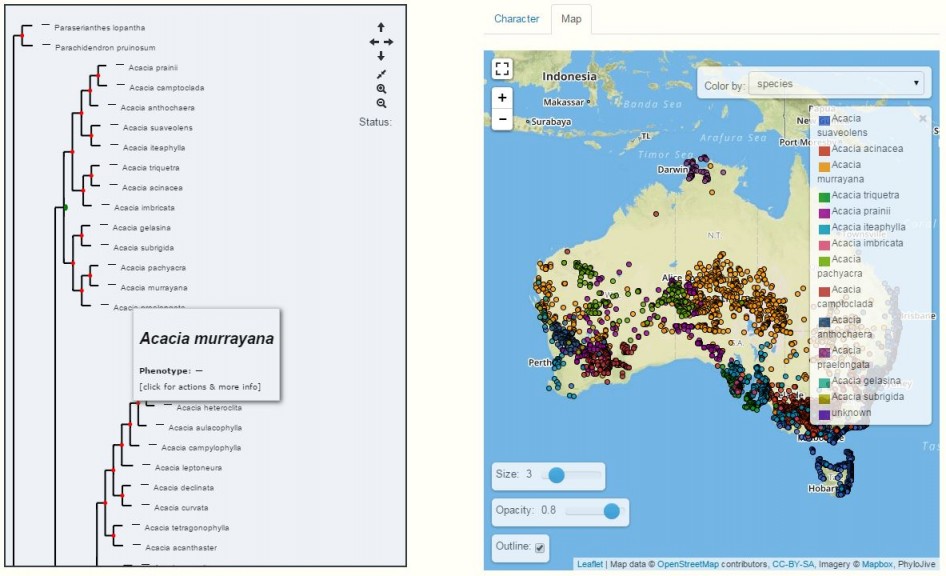 Paraserianthes lopantha
Parachidendron pruinosum
Acacia prainii
Acacia camptoclada
Acacia anthochaera
Acacia suaveolens
Acacia iteaphylla
Acacia triquetra
Acacia acinacea
Acacia imbricata
Acacia gelasina
Acacia subrigida
Acacia pachyacra
Acacia murrayana
Acacia praelongata
Status:
Acacia murrayana
Phenotype: —
[click for actions & more info]
Acacia heteroclita
Acacia aulacophylla
Acacia campylophylla
Acacia leptoneura
Acacia declinata
Acacia curvata
Acacia tetragonophylla
Acacia acanthaster
Character
Map
+
−
Color by: species
Indonesia
Makassar
Banda Sea
Surabaya
TL
Arafura Sea
Timor Sea
Papua
New
Port Moresby
Darwin
N.T.
Alice
S.A.
Perth
Hobart
Acacia
suaveolens
Acacia acinacea
Acacia
murrayana
Acacia triquetra
Acacia prainii
Acacia iteaphylla
Acacia imbricata
Acacia
pachyacra
Acacia
camptoclada
Acacia
anthochaera
Acacia
praelongata
Acacia gelasina
Acacia subrigida
unknown
Brisbane
Size: 3
Opacity: 0.8
Outline:
Leaflet | Map data © OpenStreetMap contributors, CC-BY-SA, Imagery © Mapbox, PhyloJive